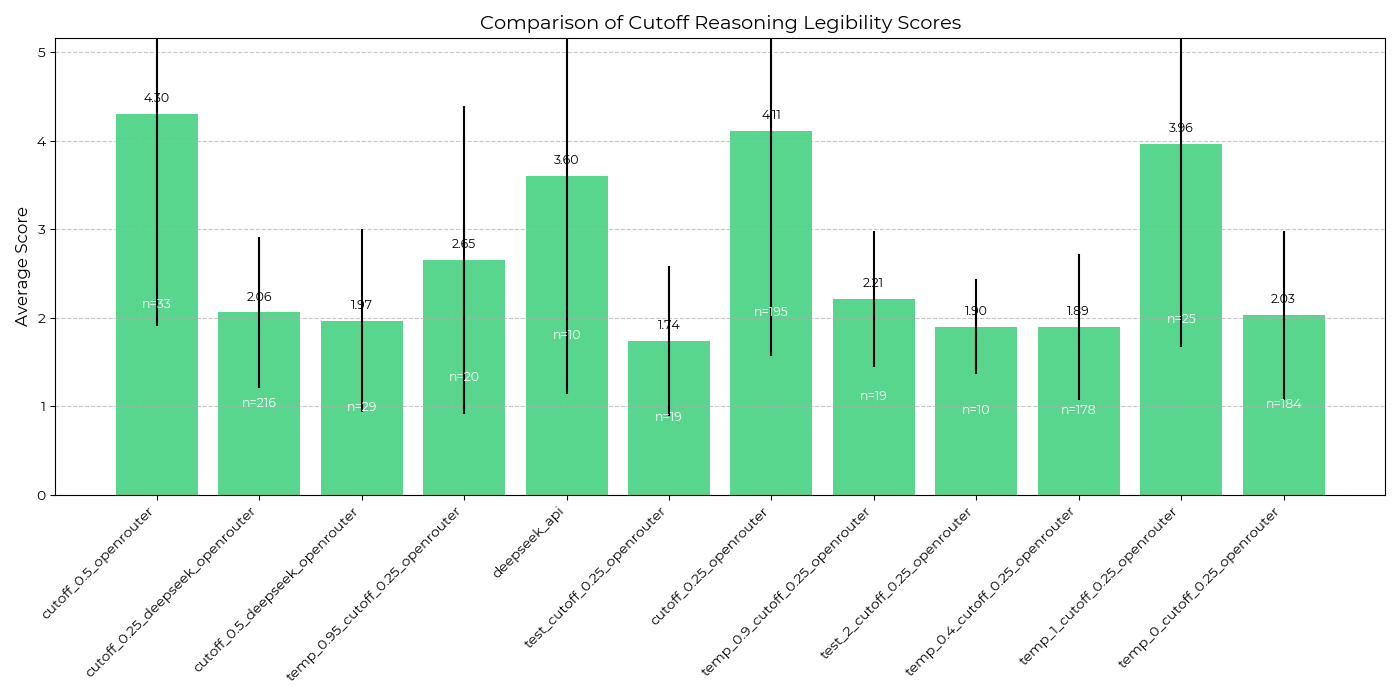 Comparison of Cutoff Reasoning Legibility Scores
Average Score
5
4
3
2
1
0
4.30
2.06
1.97
2.65
3.60
1.74
4.11
2.21
1.90
1.89
3.96
2.03
n=33
n=216
n=29
n=20
n=10
n=19
n=195
n=19
n=10
n=178
n=25
n=184
cutoff_0.5_openrouter
cutoff_0.25_deepseek_openrouter
cutoff_0.5_deepseek_openrouter
temp_0.95_cutoff_0.25_openrouter
deepseek_api
test_cutoff_0.25_openrouter
cutoff_0.25_openrouter
temp_0.9_cutoff_0.25_openrouter
test_2_cutoff_0.25_openrouter
temp_0.4_cutoff_0.25_openrouter
temp_1_cutoff_0.25_openrouter
temp_0_cutoff_0.25_openrouter